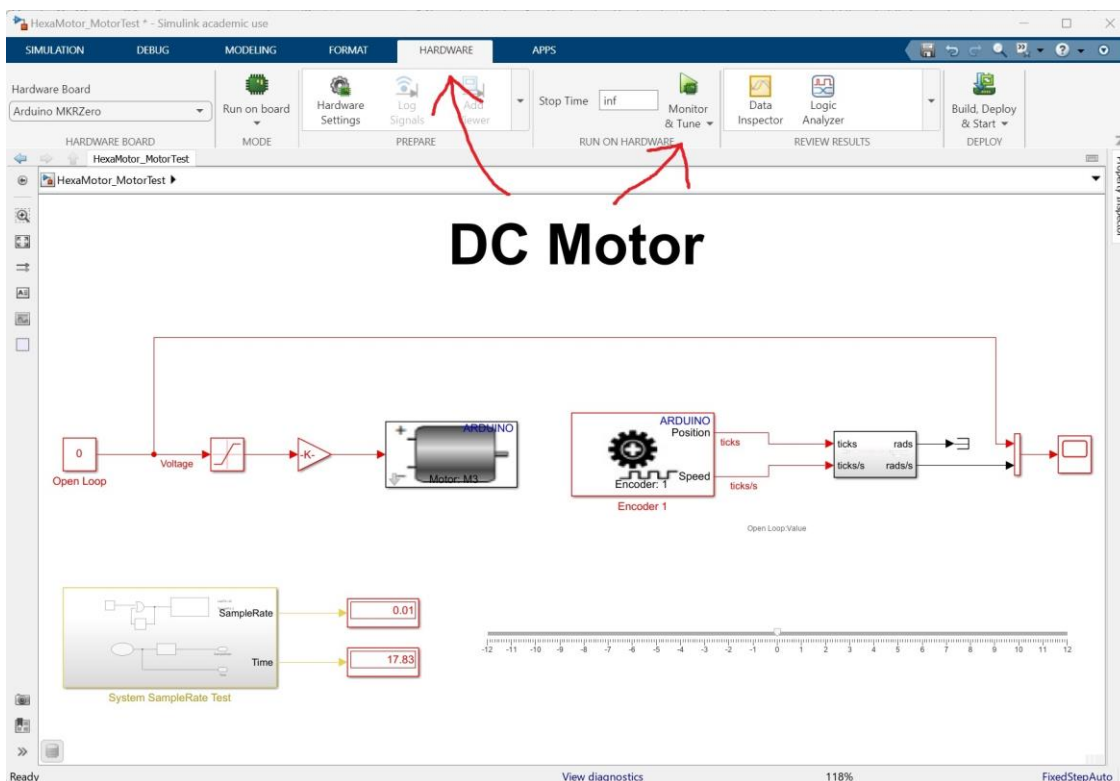 HexaMotor_MotorTest * - Simulink academic use
SIMULATION DEBUG MODELING FORMAT HARDWARE APPS
Hardware Board
Arduino MKRZero
Run on board
Hardware Settings
Log Signals
Add Viewer
Stop Time inf
Monitor & Tune
Data Inspector
Logic Analyzer
Build, Deploy & Start
HARDWARE BOARD MODE PREPARE RUN ON HARDWARE REVIEW RESULTS DEPLOY
HexaMotor_MotorTest
HexaMotor_MotorTest
Property Inspector
DC Motor
0
Open Loop
Voltage
-K-
ARDUINO
Motor: M3
ARDUINO
Position
Speed
Encoder: 1
Encoder 1
ticks
ticks/s
ticks rads
ticks/s rads/s
Open Loop:Value
SampleRate
Time
0.01
17.83
System SampleRate Test
-12 -11 -10 -9 -8 -7 -6 -5 -4 -3 -2 -1 0 1 2 3 4 5 6 7 8 9 10 11 12
Ready View diagnostics 118% FixedStepAuto